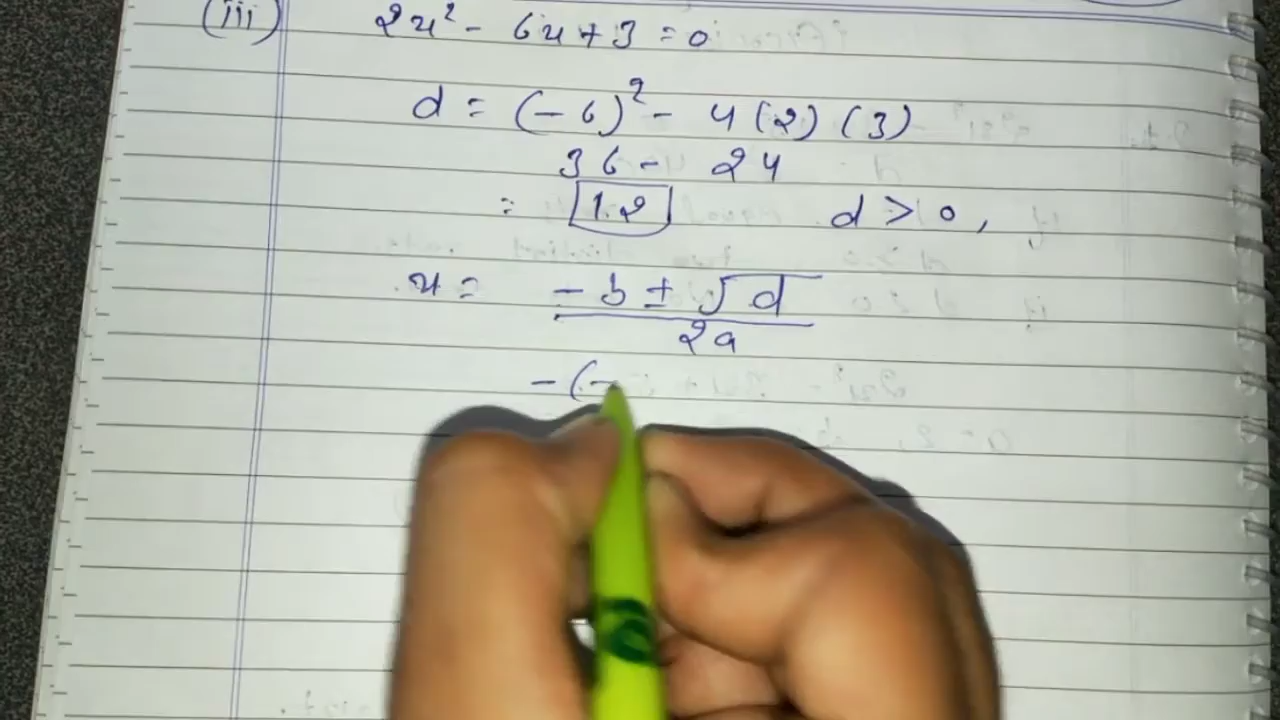 (iii) 2x² - 6x + 3 = 0
d = (-6)² - 4(2)(3)
36 - 24
= 12 d > 0,
x = -b ± √d
2a
-(-